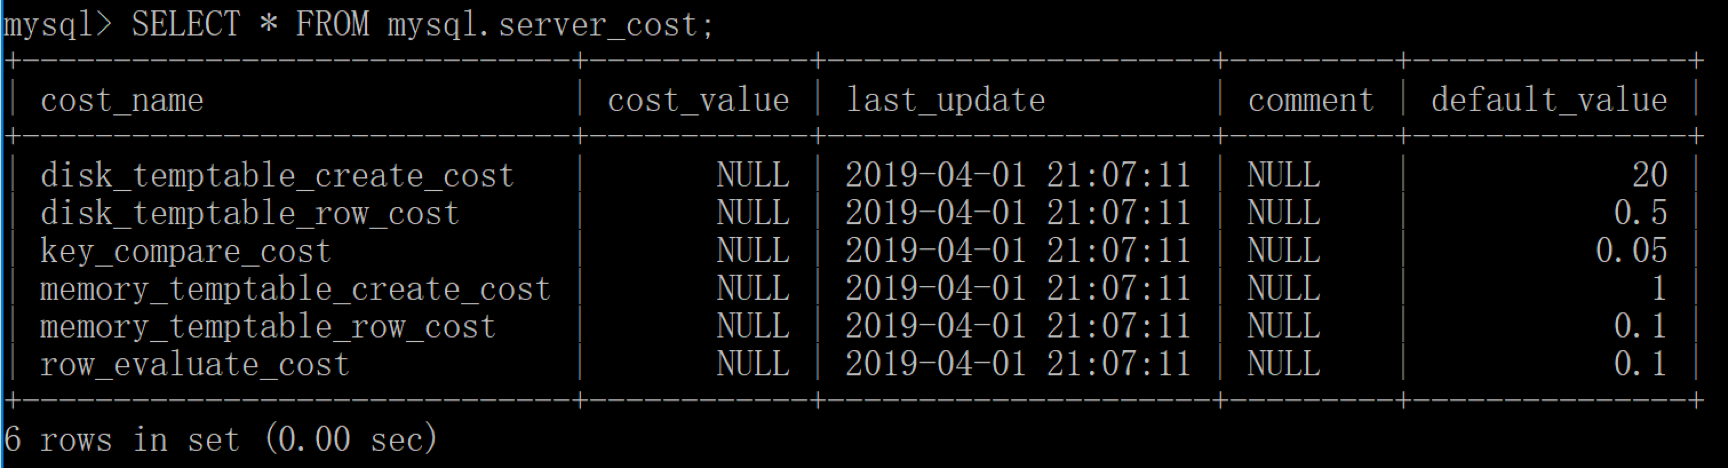 mysql> SELECT * FROM mysql.server_cost;
+------------------------------+------------+---------------------+---------+---------------+
| cost_name                    | cost_value | last_update         | comment | default_value |
+------------------------------+------------+---------------------+---------+---------------+
| disk_temptable_create_cost   |       NULL | 2019-04-01 21:07:11 | NULL    |            20 |
| disk_temptable_row_cost      |       NULL | 2019-04-01 21:07:11 | NULL    |           0.5 |
| key_compare_cost             |       NULL | 2019-04-01 21:07:11 | NULL    |          0.05 |
| memory_temptable_create_cost |       NULL | 2019-04-01 21:07:11 | NULL    |             1 |
| memory_temptable_row_cost    |       NULL | 2019-04-01 21:07:11 | NULL    |           0.1 |
| row_evaluate_cost            |       NULL | 2019-04-01 21:07:11 | NULL    |           0.1 |
+------------------------------+------------+---------------------+---------+---------------+
6 rows in set (0.00 sec)